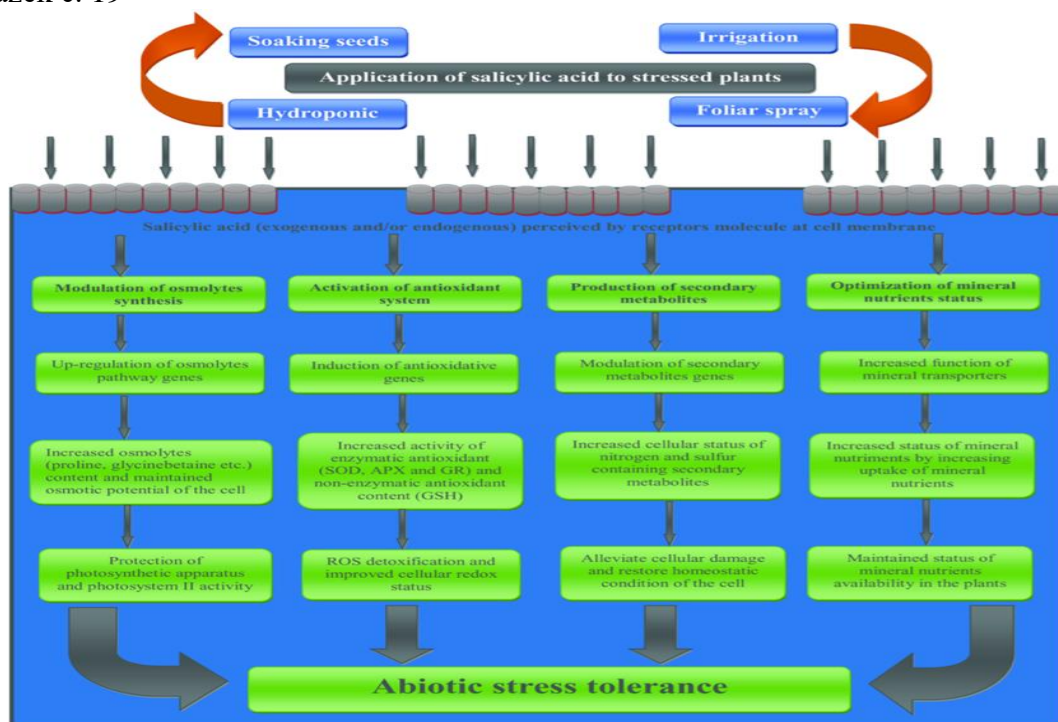 č. 19
Soaking seeds
Irrigation
Application of salicylic acid to stressed plants
Hydroponic
Foliar spray
Salicylic acid (exogenous and/or endogenous) perceived by receptors molecule at cell membrane
Modulation of osmolytes
synthesis
Activation of antioxidant
system
Production of secondary
metabolites
Optimization of mineral
nutrients status
Up-regulation of osmolytes
pathway genes
Induction of antioxidative
genes
Modulation of secondary
metabolites genes
Increased function of
mineral transporters
Increased osmolytes
(proline, glycinebetaine etc.)
content and maintained
osmotic potential of the cell
Increased activity of
enzymatic antioxidant
(SOD, APX and GR) and
non-enzymatic antioxidant
content (GSH)
Increased cellular status of
nitrogen and sulfur
containing secondary
metabolites
Increased status of mineral
nutriments by increasing
uptake of mineral
nutrients
Protection of
photosynthetic apparatus
and photosystem II activity
ROS detoxification and
improved cellular redox
status
Alleviate cellular damage
and restore homeostatic
condition of the cell
Maintained status of
mineral nutrients
availability in the plants
Abiotic stress tolerance